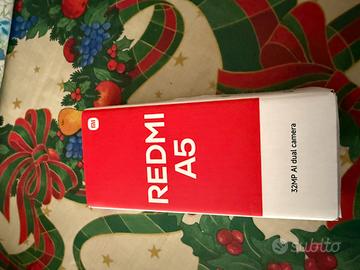 mi
REDMI
A5
32MP AI dual camera
subito